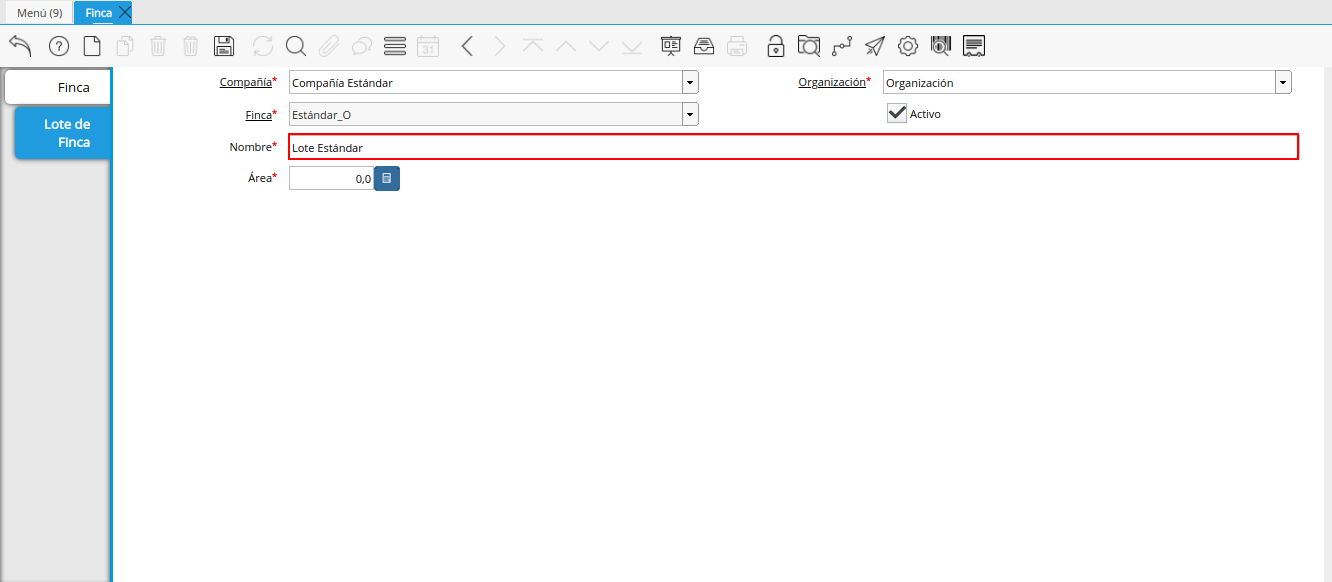 Menú (9)
Finca
31
Finca
Lote de
Finca
Compañía* Compañía Estándar
Organización* Organización
Finca* Estándar_O
Activo
Nombre* Lote Estándar
Área* 0,0